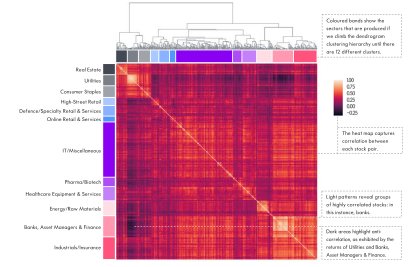 Coloured bands show the
sectors that are produced if
we climb the dendrogram
clustering hierarchy until there
are 12 different clusters.
Real Estate
Utilities
Consumer Staples
High-Street Retail
Defence/Specialty Retail & Services
Online Retail & Services
IT/Miscellaneous
Pharma/Biotech
Healthcare Equipment & Services
Energy/Raw Materials
Banks, Asset Managers & Finance
Industrials/Insurance
1.00
0.75
0.50
0.25
0.00
-0.25
The heat map captures
correlation between
each stock pair.
Light patterns reveal groups
of highly correlated stocks; in
this instance, banks.
Dark areas highlight anti-
correlation, as exhibited by the
returns of Utilities and Banks,
Asset Managers & Finance.